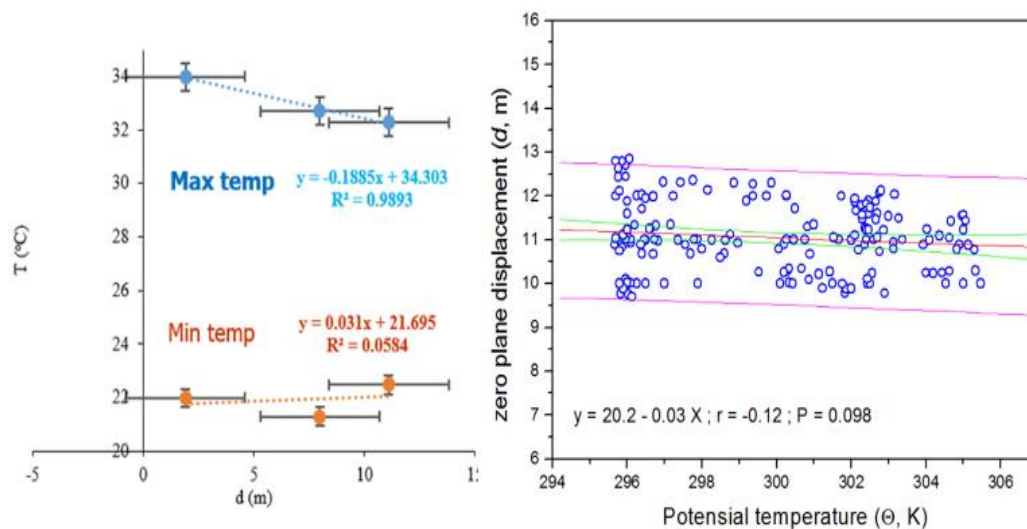 34
32
30
28
26
24
22
20
T (°C)
Max temp
y = -0.1885x + 34.303
R² = 0.9893
Min temp
y = 0.031x + 21.695
R² = 0.0584
-5
0
5
10
d (m)
16
15
14
13
12
11
10
9
8
7
6
zero plane displacement (d, m)
y = 20.2 - 0.03 X ; r = -0.12 ; P = 0.098
294
296
298
300
302
304
306
Potensial temperature (Θ, K)